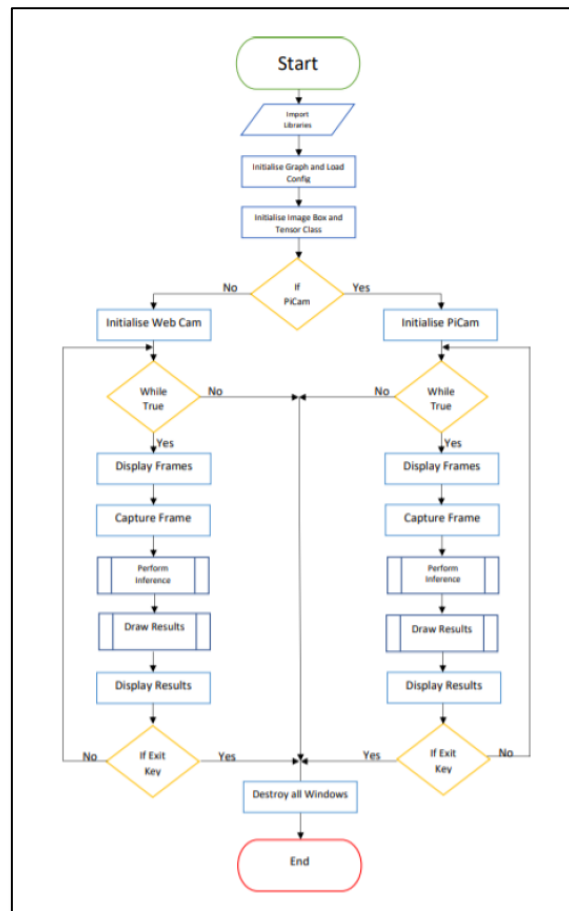 Start
Import
Libraries
Initialise Graph and Load
Config
Initialise Image Box and
Tensor Class
If
PiCam
No
Yes
Initialise Web Cam
While
True
No
Yes
Display Frames
Capture Frame
Perform
Inference
Draw Results
Display Results
If Exit
Key
No
Yes
Initialise PiCam
While
True
No
Yes
Display Frames
Capture Frame
Perform
Inference
Draw Results
Display Results
If Exit
Key
Yes
No
Destroy all Windows
End